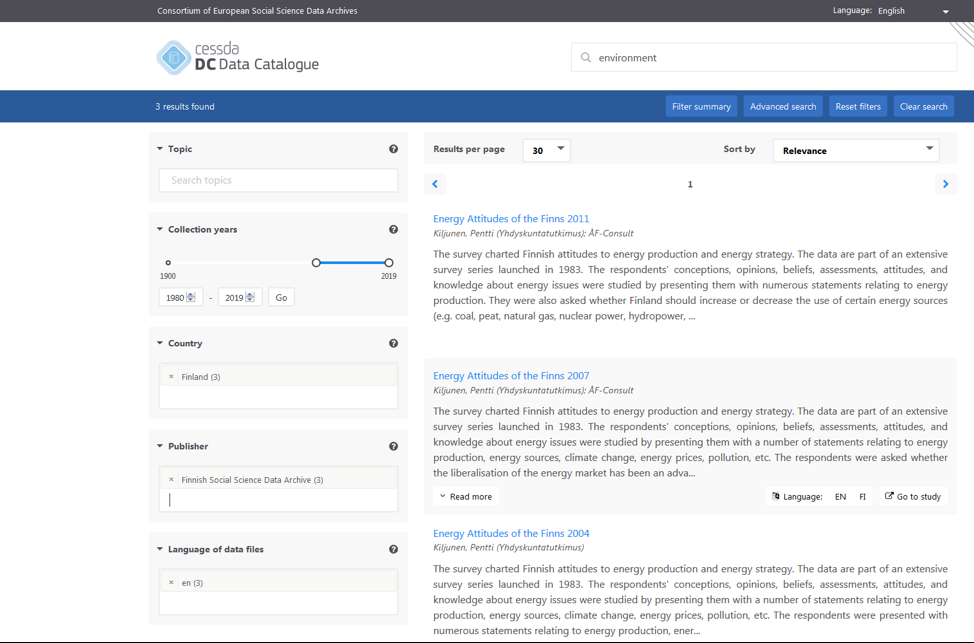 Consortium of European Social Science Data Archives
Language: English
cessda
DC Data Catalogue
environment
3 results found
Filter summary
Advanced search
Reset filters
Clear search
Topic
Search topics
Collection years
1900
2019
1980 - 2019 Go
Country
× Finland (3)
Publisher
× Finnish Social Science Data Archive (3)
Language of data files
× en (3)
Results per page 30
Sort by Relevance
1
Energy Attitudes of the Finns 2011
Kiljunen, Pentti (Yhdyskuntatutkimus); ÅF-Consult
The survey charted Finnish attitudes to energy production and energy strategy. The data are part of an extensive
survey series launched in 1983. The respondents' conceptions, opinions, beliefs, assessments, attitudes, and
knowledge about energy issues were studied by presenting them with numerous statements relating to energy
production. They were also asked whether Finland should increase or decrease the use of certain energy sources
(e.g. coal, peat, natural gas, nuclear power, hydropower, ...
Energy Attitudes of the Finns 2007
Kiljunen, Pentti (Yhdyskuntatutkimus); ÅF-Consult
The survey charted Finnish attitudes to energy production and energy strategy. The data are part of an extensive
survey series launched in 1983. The respondents' conceptions, opinions, beliefs, assessments, attitudes, and
knowledge about energy issues were studied by presenting them with a number of statements relating to energy
production, energy sources, climate change, energy prices, pollution, etc. The respondents were asked whether
the liberalisation of the energy market has been an adva...
Read more
Language: EN FI
Go to study
Energy Attitudes of the Finns 2004
Kiljunen, Pentti (Yhdyskuntatutkimus)
The survey charted Finnish attitudes to energy production and energy strategy. The data are part of an extensive
survey series launched in 1983. The respondents' conceptions, opinions, beliefs, assessments, attitudes, and
knowledge about energy issues were studied by presenting them with a number of statements relating to energy
production, energy sources, climate change, energy prices, pollution, etc. The respondents were presented with
numerous statements relating to energy production, ener...